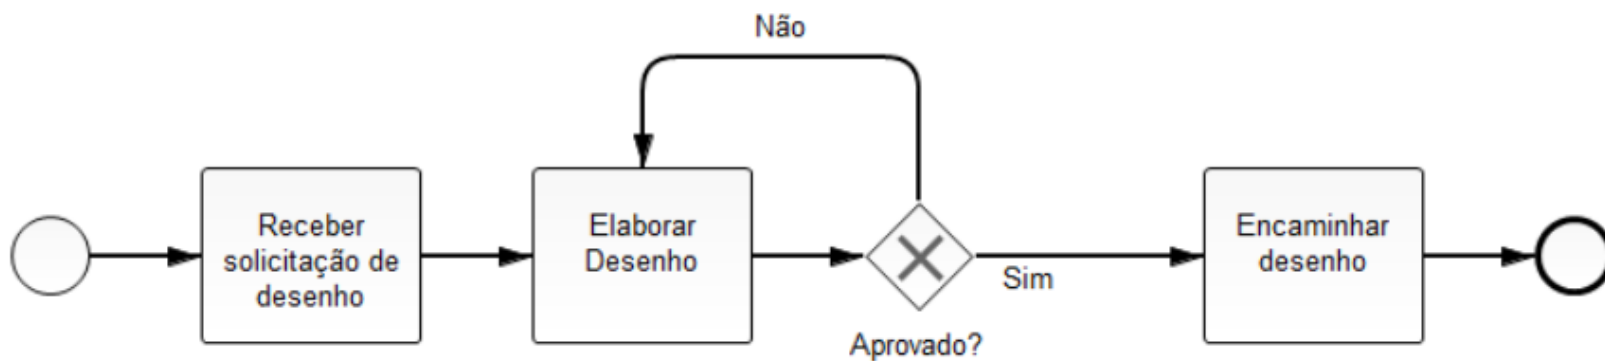 Não
Receber
solicitação de
desenho
Elaborar
Desenho
Aprovado?
Sim
Encaminhar
desenho